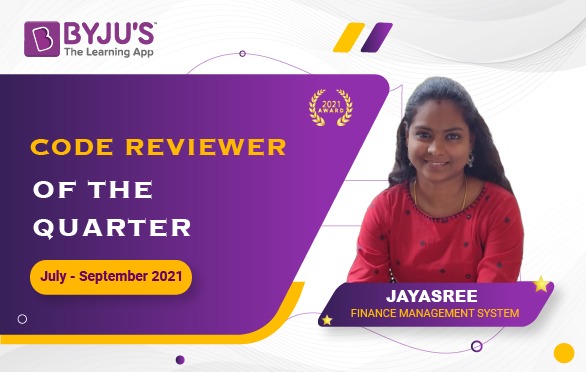 BYJU'S
The Learning App
2021
AWARD
CODE REVIEWER
OF THE
QUARTER
July - September 2021
JAYASREE
FINANCE MANAGEMENT SYSTEM